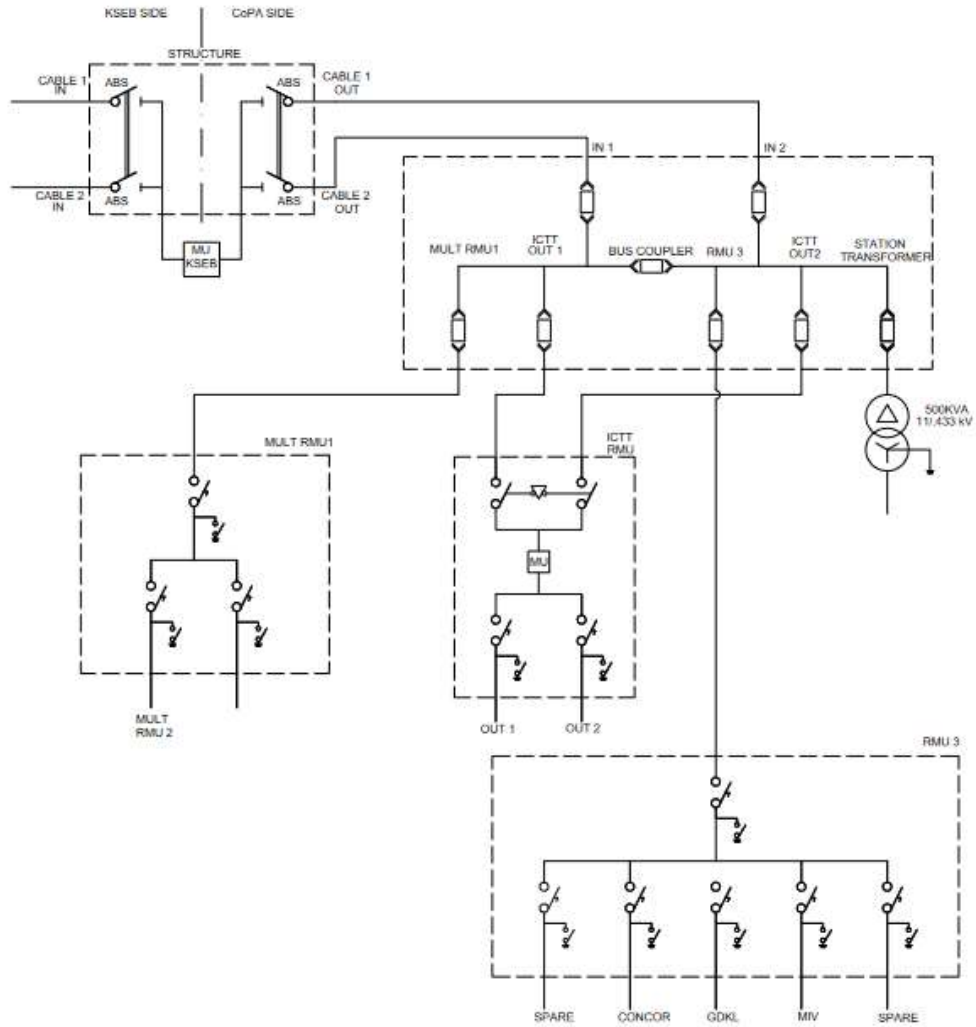 KSEB SIDE
CoPA SIDE
STRUCTURE
CABLE 1
IN
ABS
ABS
CABLE 1
OUT
CABLE 2
IN
ABS
ABS
CABLE 2
OUT
MU
KSEB
IN 1
IN 2
MULT RMU1
ICTT
OUT 1
BUS COUPLER
RMU 3
ICTT
OUT2
STATION
TRANSFORMER
500KVA
11/.433 kV
MULT RMU1
ICTT
RMU
MU
MULT
RMU 2
OUT 1
OUT 2
RMU 3
SPARE
CONCOR
GDKL
MIV
SPARE